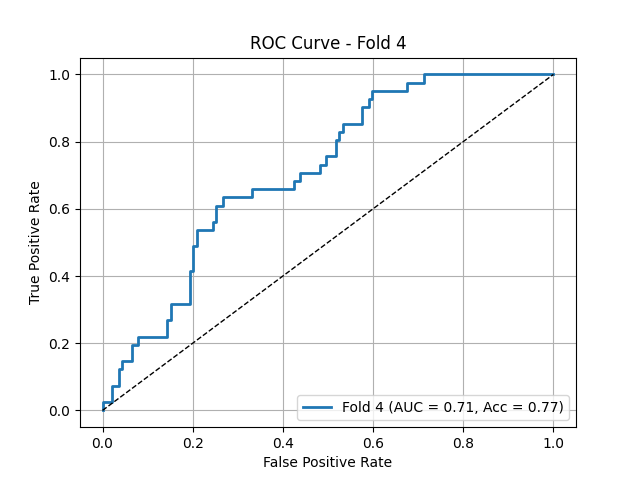 ROC Curve - Fold 4
True Positive Rate
1.0
0.8
0.6
0.4
0.2
0.0
Fold 4 (AUC = 0.71, Acc = 0.77)
0.0 0.2 0.4 0.6 0.8 1.0
False Positive Rate